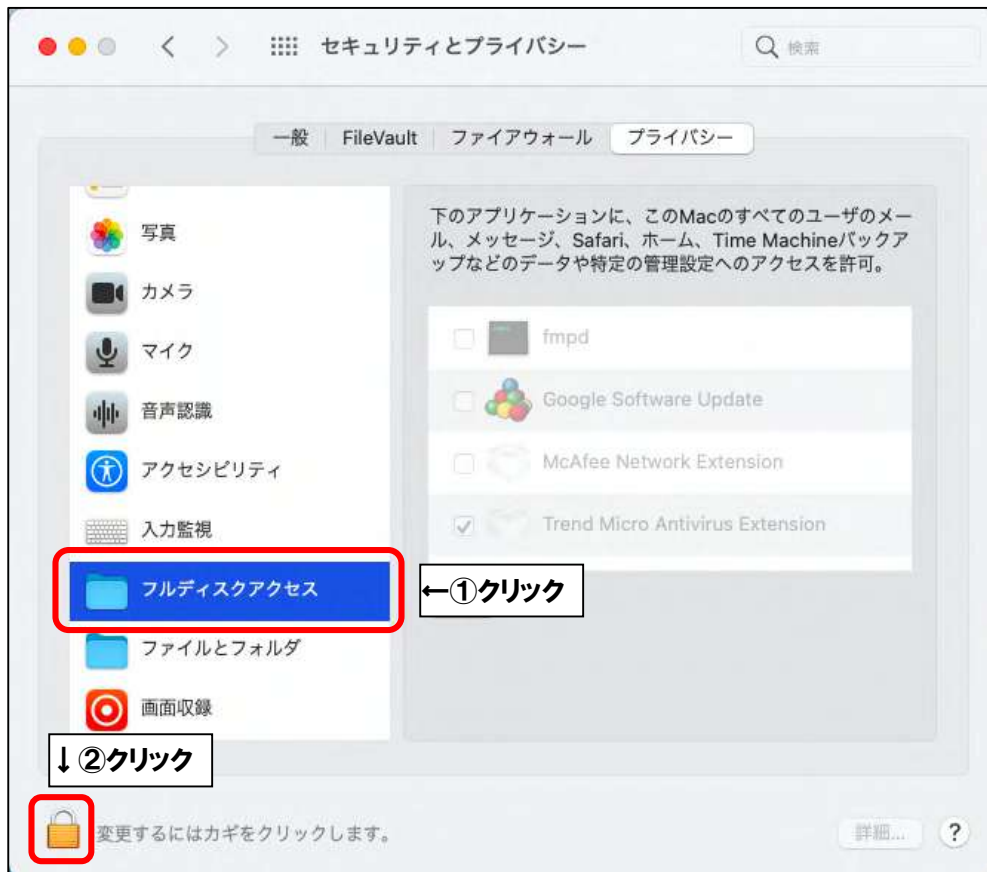 セキュリティとプライバシー
検索
一般 FileVault ファイアウォール プライバシー
写真
カメラ
マイク
音声認識
アクセシビリティ
入力監視
フルディスクアクセス
ファイルとフォルダ
画面収録
下のアプリケーションに、このMacのすべてのユーザのメー
ル、メッセージ、Safari、ホーム、Time Machineバックア
ップなどのデータや特定の管理設定へのアクセスを許可。
fmpd
Google Software Update
McAfee Network Extension
Trend Micro Antivirus Extension
←①クリック
↓②クリック
変更するにはカギをクリックします。
詳細... ?